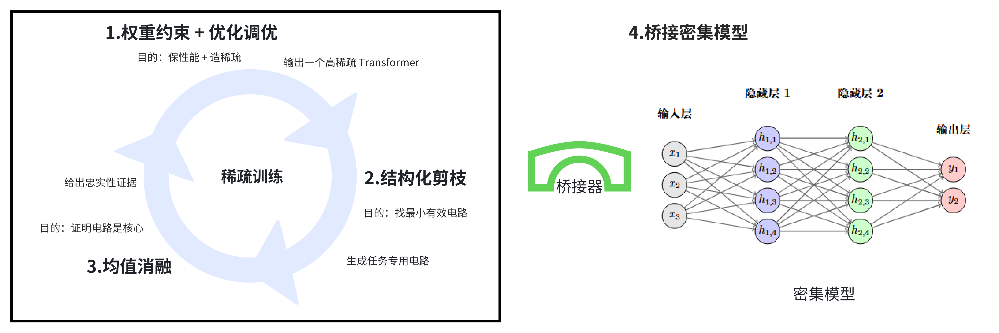 1.权重约束 + 优化调优
目的：保性能 + 造稀疏
输出一个高稀疏 Transformer
稀疏训练
2.结构化剪枝
目的：找最小有效电路
生成任务专用电路
给出忠实性证据
目的：证明电路是核心
3.均值消融
桥接器
4.桥接密集模型
隐藏层 1
隐藏层 2
输入层
输出层
x1
x2
x3
h1,1
h1,2
h1,3
h1,4
h2,1
h2,2
h2,3
h2,4
y1
y2
密集模型